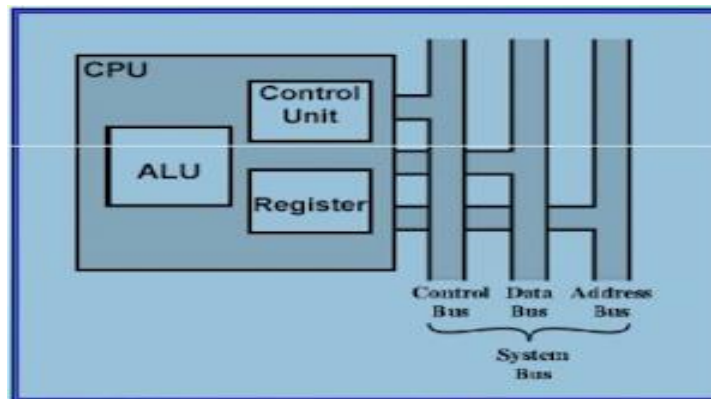 CPU
Control
Unit
ALU
Register
Control Data Address
Bus Bus Bus
System
Bus